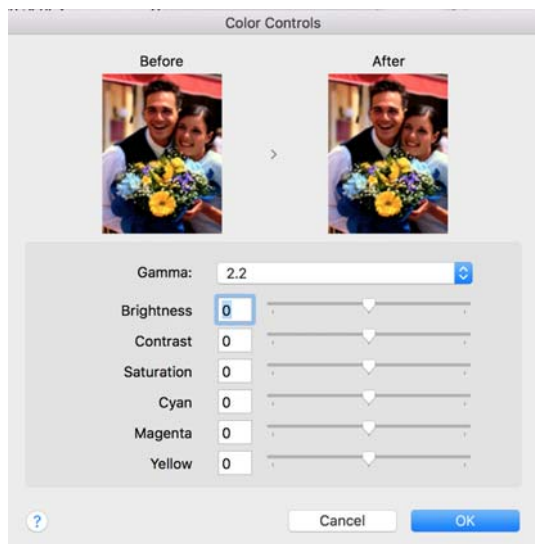 Color Controls
Before After
>
Gamma: 2.2
Brightness 0
Contrast 0
Saturation 0
Cyan 0
Magenta 0
Yellow 0
? Cancel OK